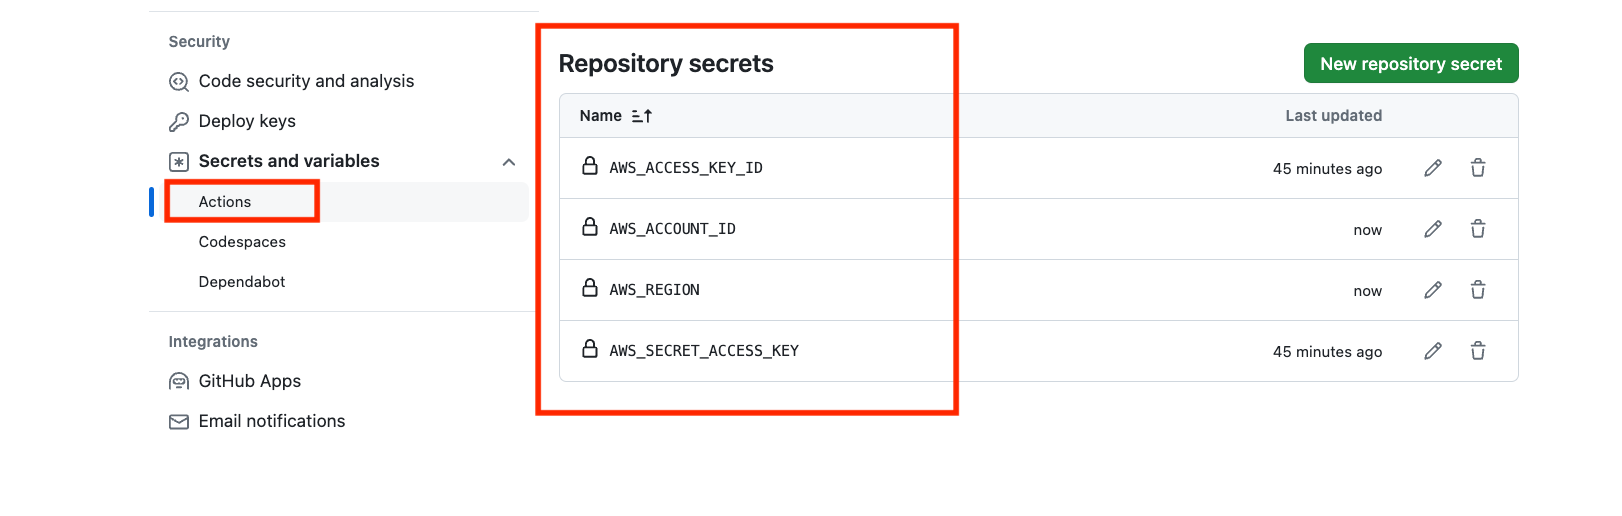 Security
Code security and analysis
Deploy keys
Secrets and variables
Actions
Codespaces
Dependabot
Integrations
GitHub Apps
Email notifications
Repository secrets
New repository secret
Name Last updated
AWS_ACCESS_KEY_ID 45 minutes ago
AWS_ACCOUNT_ID now
AWS_REGION now
AWS_SECRET_ACCESS_KEY 45 minutes ago